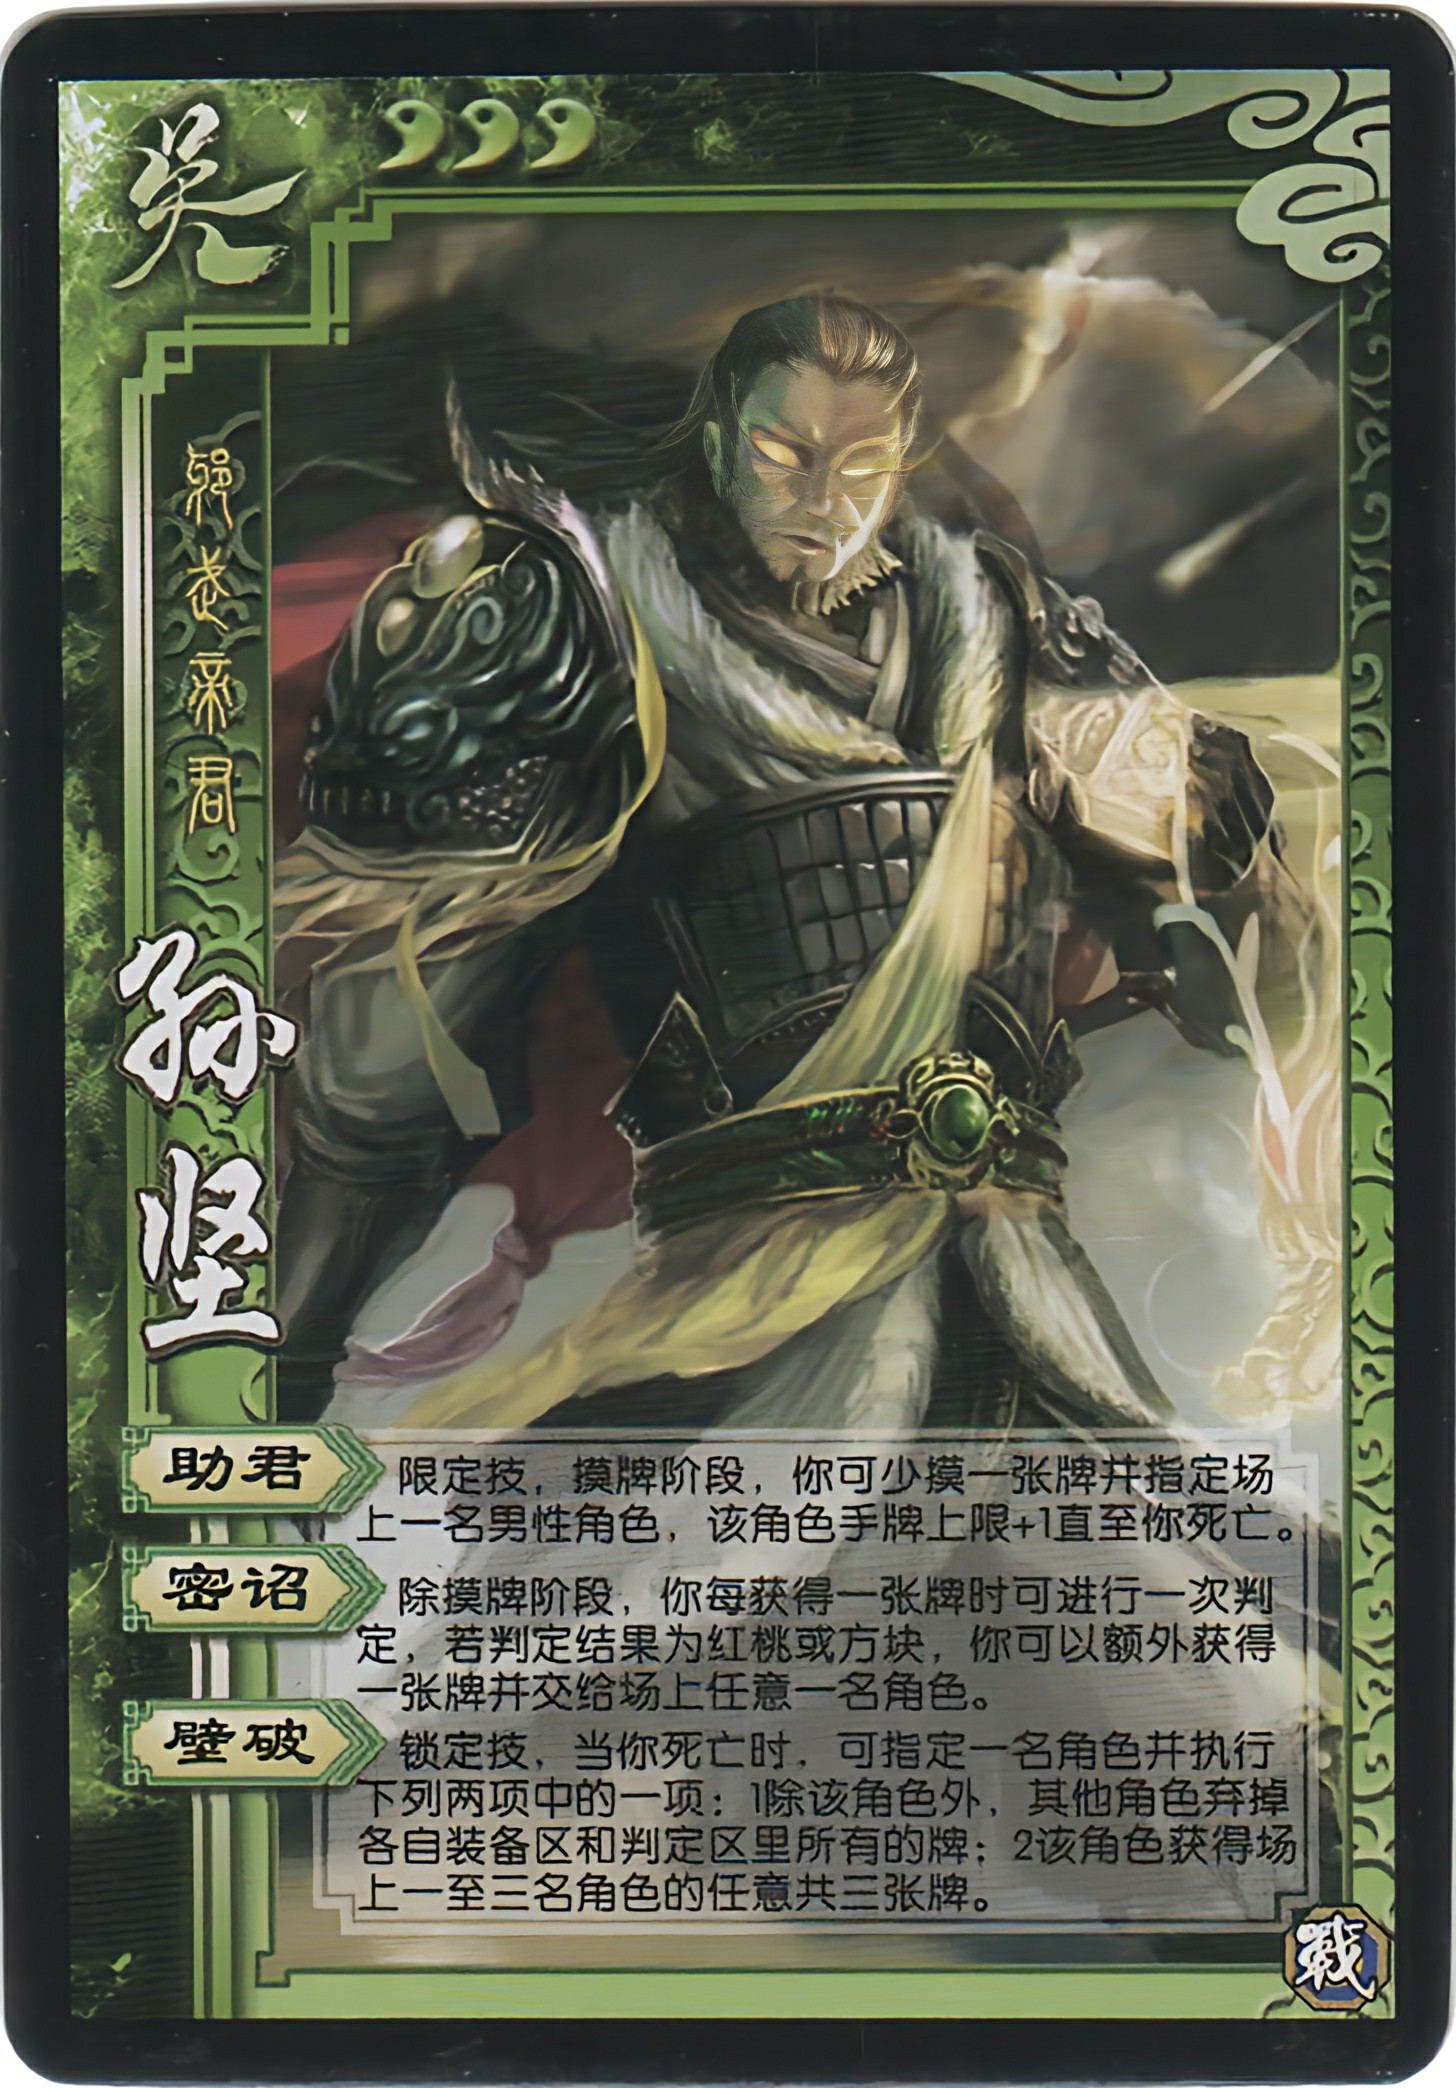 吴
武帝君
孙坚
助君
限定技，摸牌阶段，你可少摸一张牌并指定场
上一名男性角色，该角色手牌上限+1直至你死亡。
密诏
除摸牌阶段，你每获得一张牌时可进行一次判
定，若判定结果为红桃或方块，你可以额外获得
一张牌并交给场上任意一名角色。
壁破
锁定技，当你死亡时，可指定一名角色并执行
下列两项中的一项：1除该角色外，其他角色弃掉
各自装备区和判定区里所有的牌；2该角色获得场
上一至三名角色的任意共三张牌。
戰